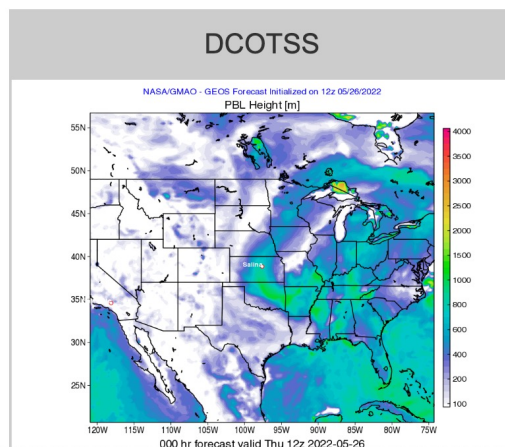 DCOTSS
NASA/GMAO - GEOS Forecast Initialized on 12z 05/26/2022
PBL Height [m]
55N
50N
45N
40N
35N
30N
25N
Salina
4000
3500
3000
2500
2000
1500
1000
800
600
400
200
100
120W 115W 110W 105W 100W 95W 90W 85W 80W 75W
000 hr forecast valid Thu 12z 2022-05-26